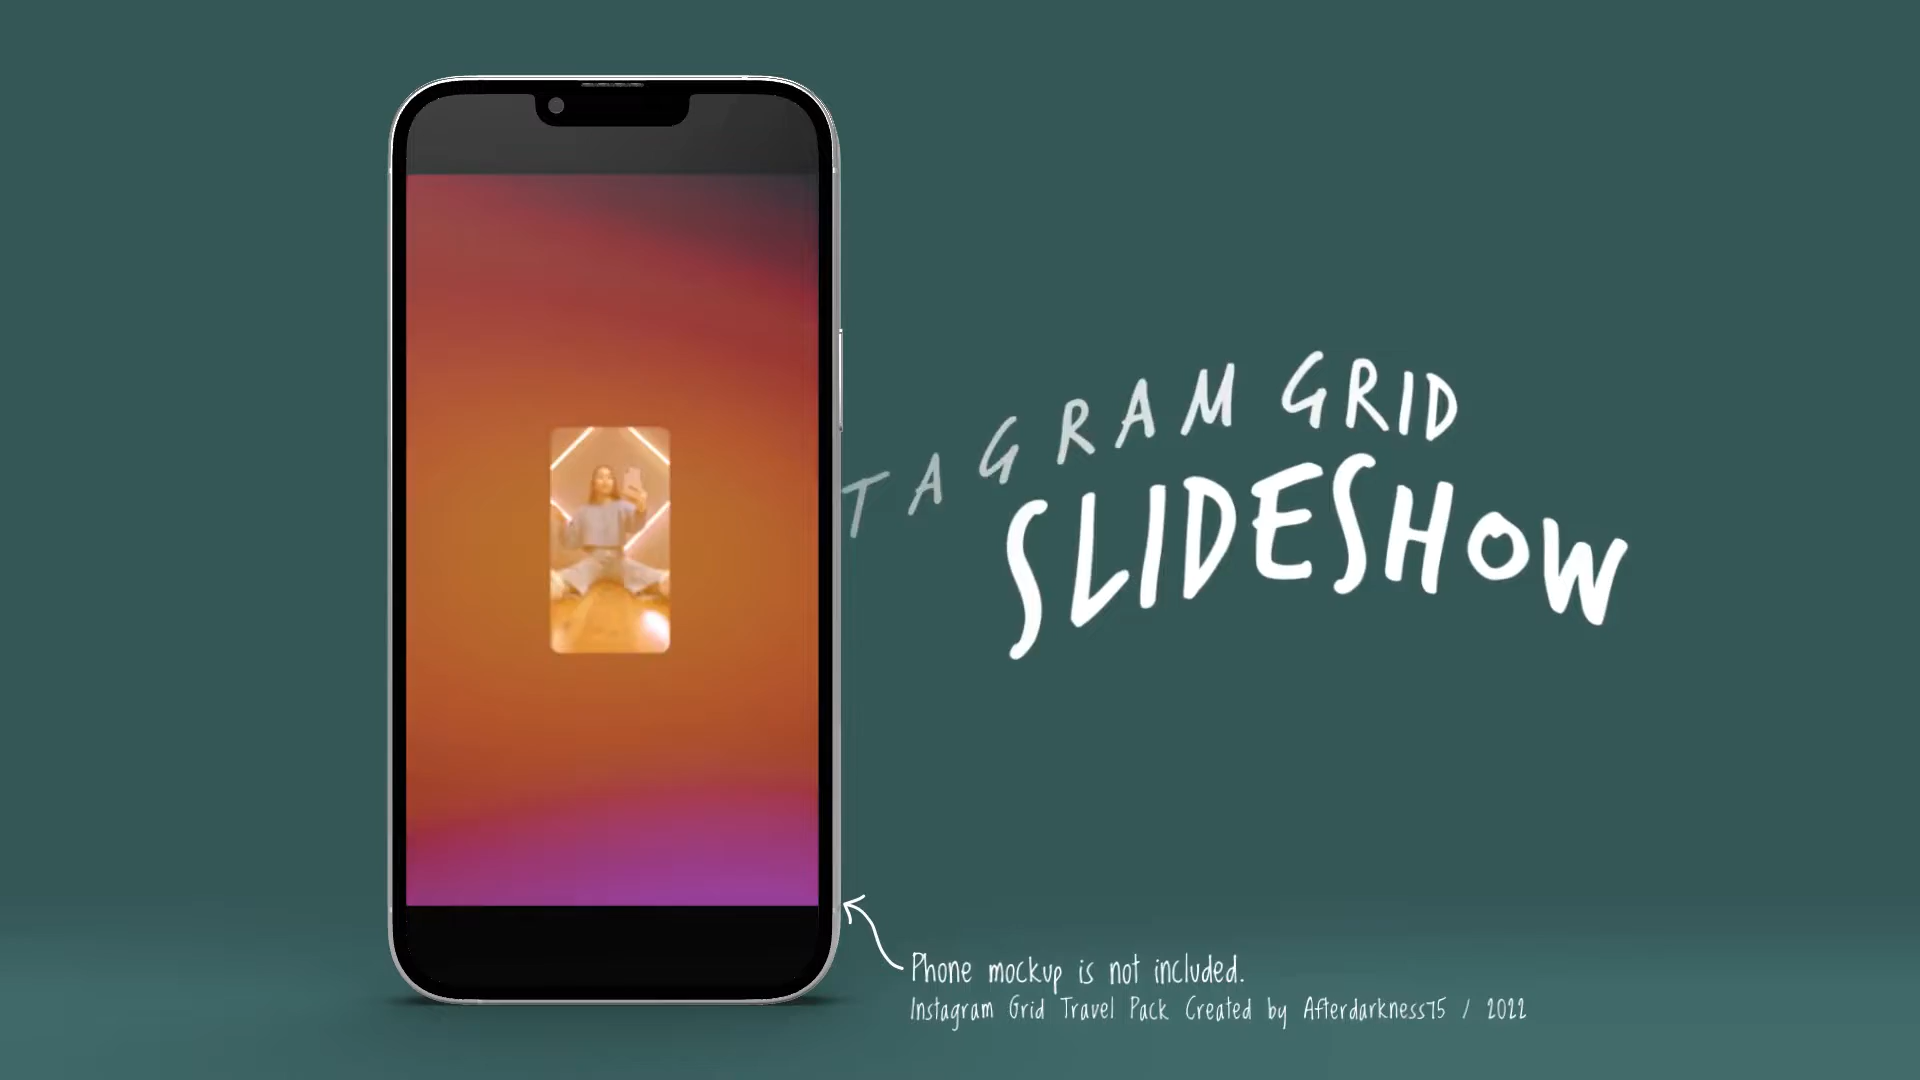 TAGRAM GRID
SLIDESHOW
Phone mockup is not included.
Instagram Grid Travel Pack Created by Afterdarkness75 / 2022